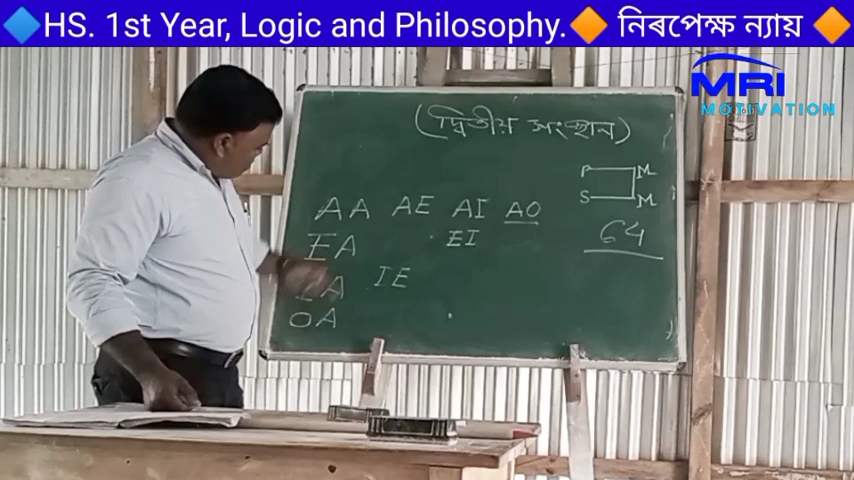 🔷HS. 1st Year, Logic and Philosophy.🔶 নিৰপেক্ষ ন্যায় 🔶
MRI
MOTIVATION
(দ্বিতীয় সংস্থান)
P M
S M
64
AA AE AI AO
EA EI
IA IE
OA